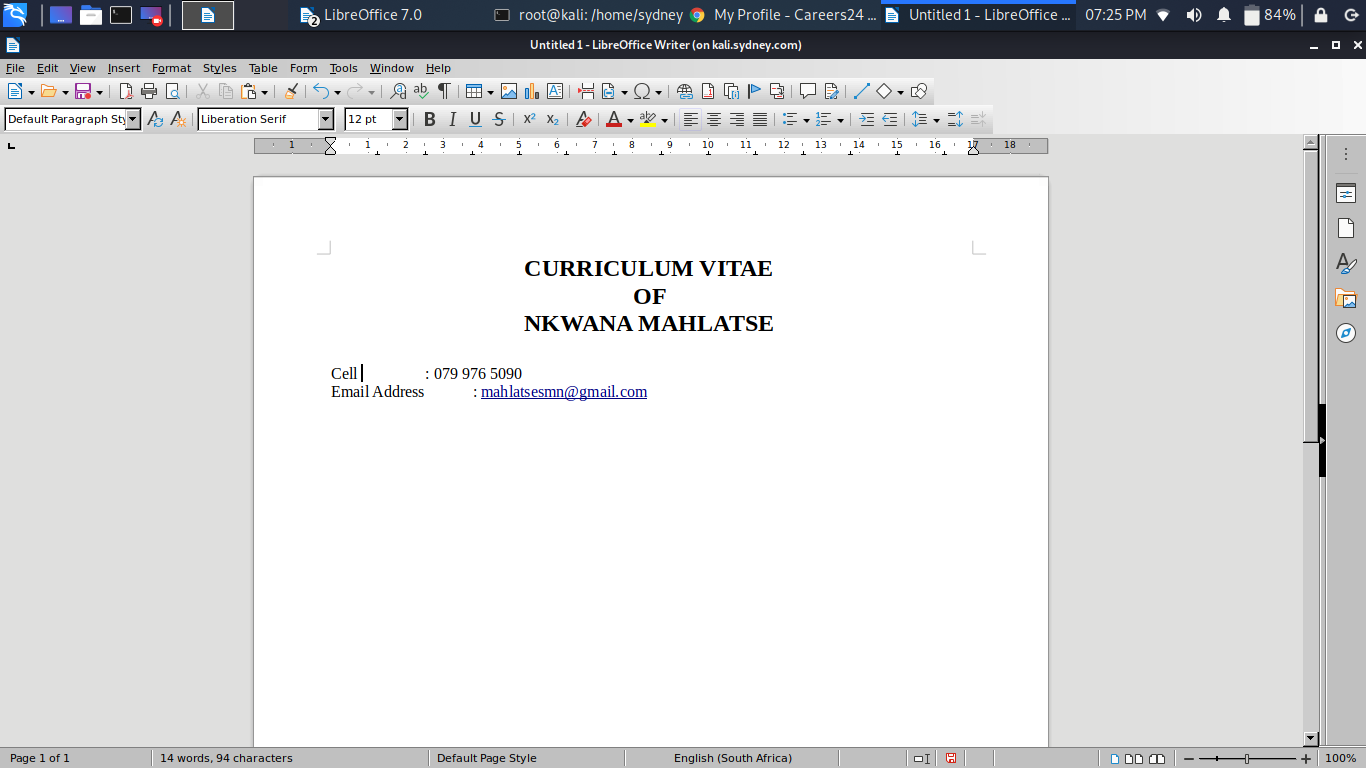 2 LibreOffice 7.0 root@kali: /home/sydney My Profile - Careers24 ... Untitled 1 - LibreOffice ... 07:25 PM 84%
Untitled 1 - LibreOffice Writer (on kali.sydney.com)
File Edit View Insert Format Styles Table Form Tools Window Help
Default Paragraph Sty Liberation Serif 12 pt B I U S X² X₂ A
1 1 2 3 4 5 6 7 8 9 10 11 12 13 14 15 16 17 18
CURRICULUM VITAE
OF
NKWANA MAHLATSE
Cell : 079 976 5090
Email Address : mahlatsesmn@gmail.com
Page 1 of 1 14 words, 94 characters Default Page Style English (South Africa) 100%